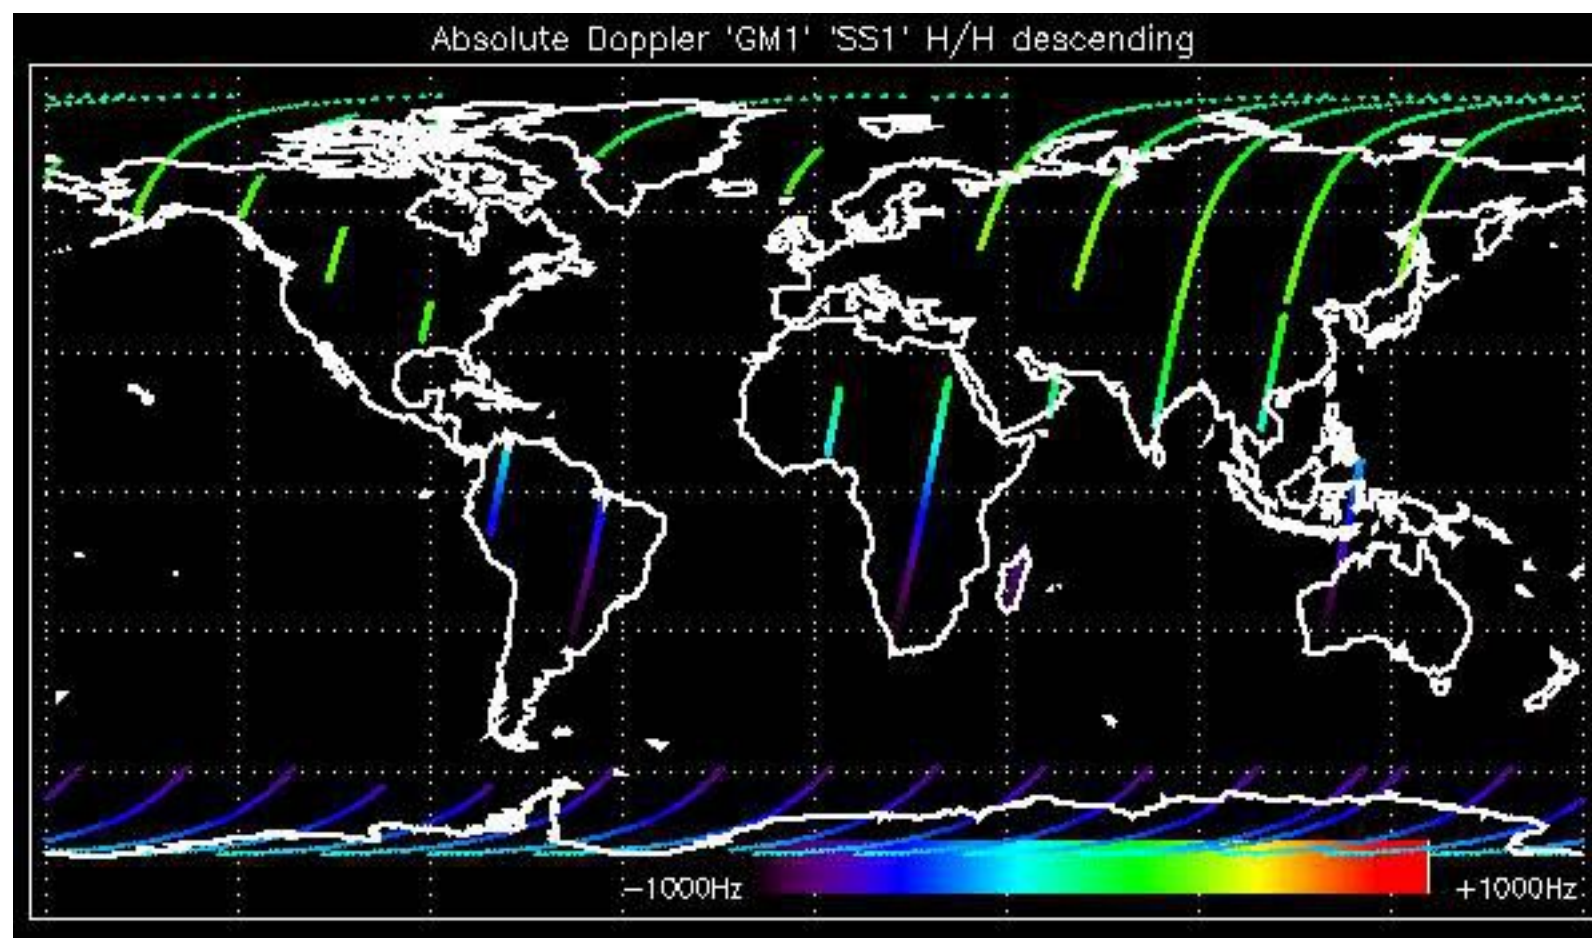 Absolute Doppler 'GM1' 'SS1' H/H descending
-1000Hz
+1000Hz